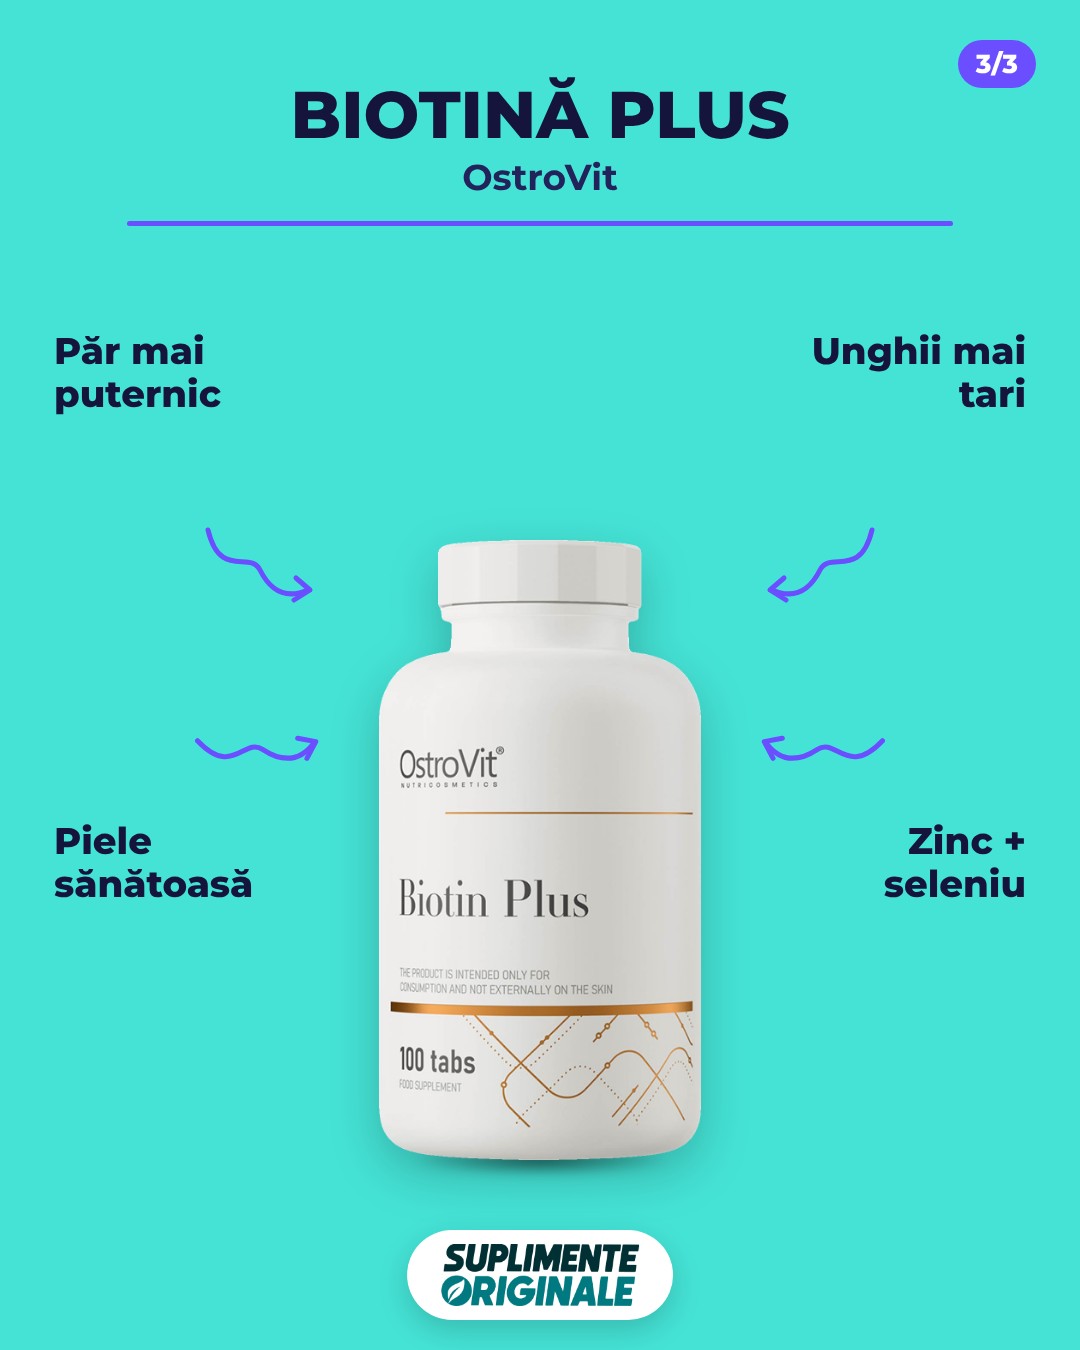 3/3
BIOTINĂ PLUS
OstroVit
Păr mai
puternic
Unghii mai
tari
Piele
sănătoasă
Zinc +
seleniu
OstroVit®
NUTRICOSMETICS
Biotin Plus
THE PRODUCT IS INTENDED ONLY FOR
CONSUMPTION AND NOT EXTERNALLY ON THE SKIN
100 tabs
FOOD SUPPLEMENT
SUPLIMENTE
ORIGINALE